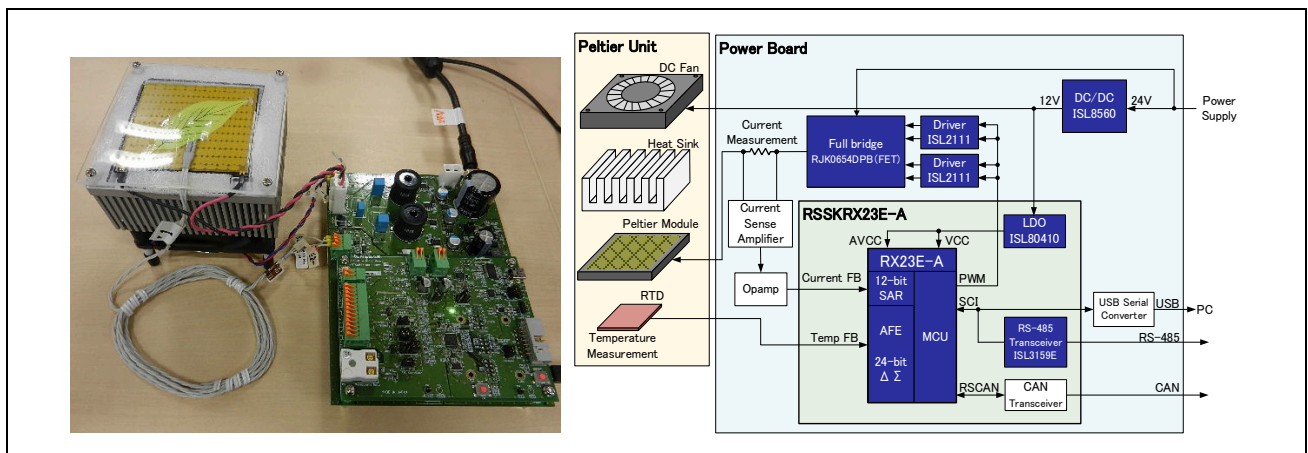 Peltier Unit
DC Fan
Heat Sink
Peltier Module
RTD
Temperature
Measurement
Power Board
Current
Measurement
Full bridge
RJK0654DPB(FET)
Driver
ISL2111
Driver
ISL2111
12V
DC/DC
ISL8560
24V
Power
Supply
Current
Sense
Amplifier
Opamp
Current FB
Temp FB
RSSKRX23E-A
LDO
ISL80410
AVCC
VCC
RX23E-A
12-bit
SAR
AFE
24-bit
Δ Σ
MCU
PWM
SCI
RSCAN
USB Serial
Converter
USB
PC
RS-485
Transceiver
ISL3159E
RS-485
CAN
Transceiver
CAN